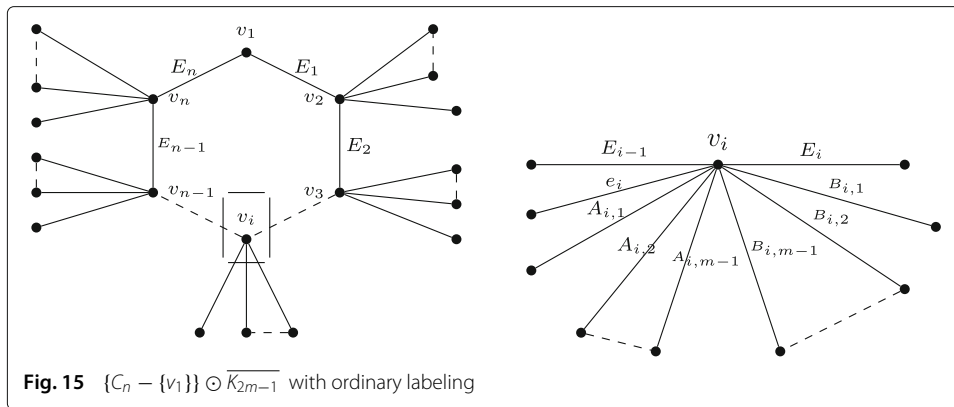 v₁
Eₙ E₁
vₙ v₂
Eₙ₋₁ E₂
vₙ₋₁ v₃
vᵢ
vᵢ
Eᵢ₋₁ Eᵢ
eᵢ Bᵢ,₁
Aᵢ,₁ Bᵢ,₂
Aᵢ,₂ Aᵢ,ₘ₋₁ Bᵢ,ₘ₋₁
Fig. 15 {Cₙ − {v₁}} ⊙ \overline{K₂ₘ₋₁} with ordinary labeling